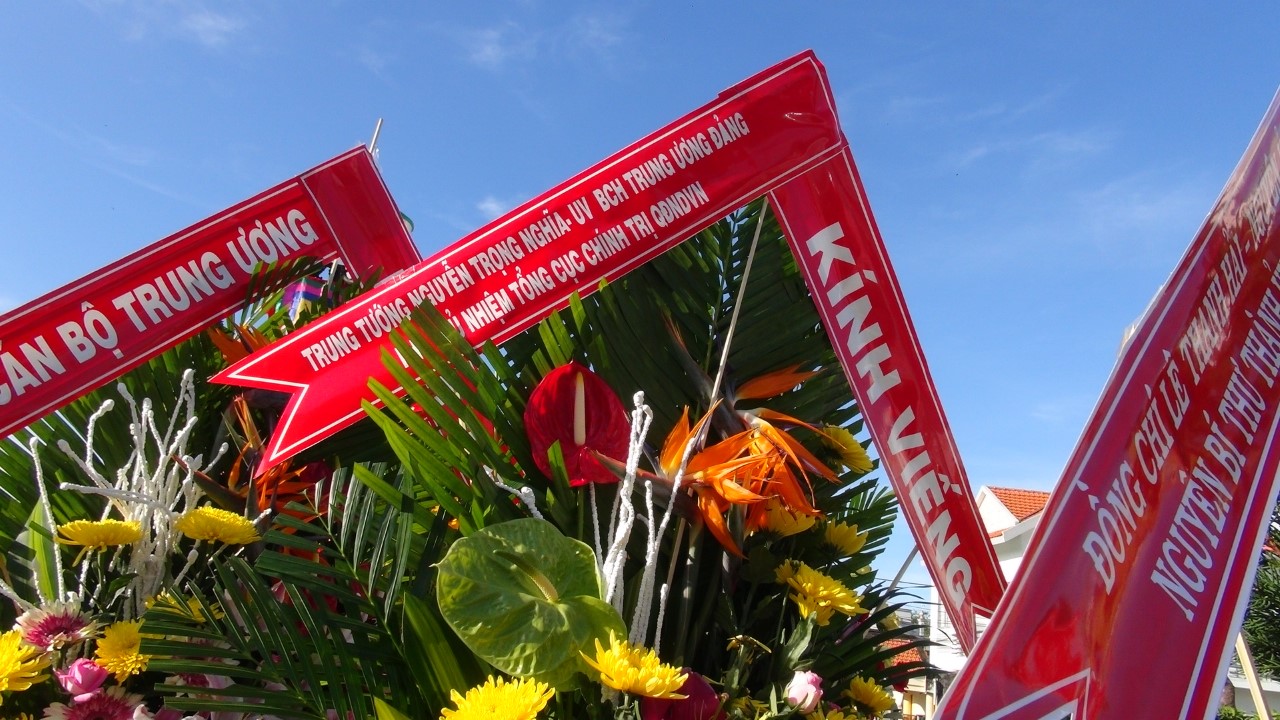 CÁN BỘ TRUNG ƯƠNG
TRUNG TƯỚNG NGUYỄN TRỌNG NGHĨA- UV BCH TRUNG ƯƠNG ĐẢNG
NHIỆM TỔNG CỤC CHÍNH TRỊ QĐNDVN
KÍNH VIẾNG
ĐỒNG CHÍ LÊ THANH HẢI -
NGUYÊN BÍ THƯ THÀNH